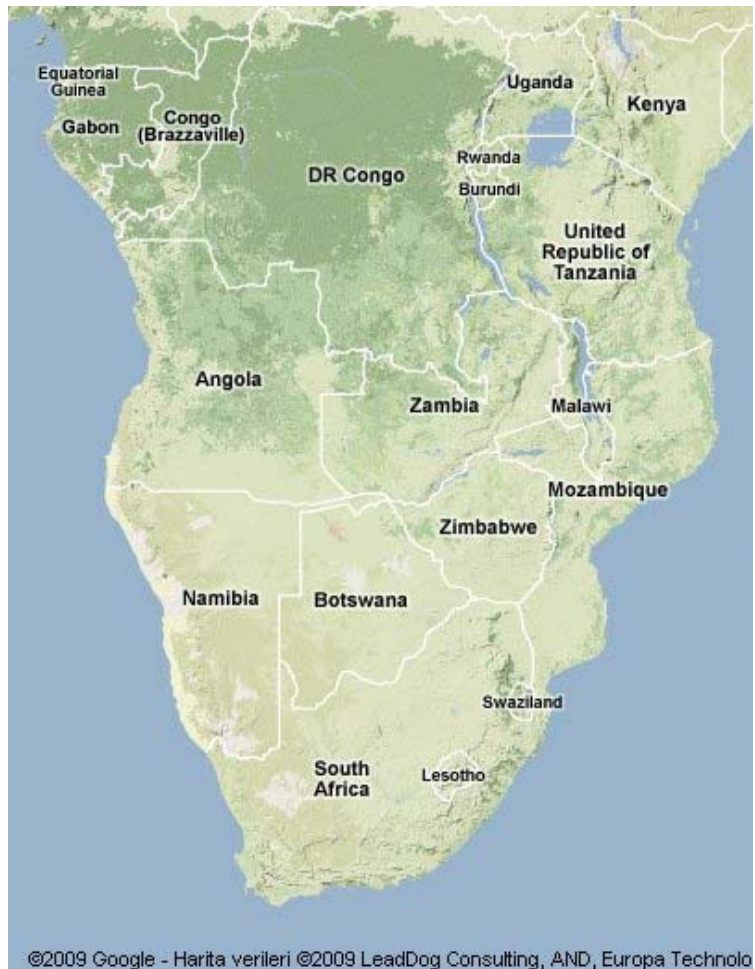 Equatorial
Guinea
Gabon
Congo
(Brazzaville)
DR Congo
Uganda
Kenya
Rwanda
Burundi
United
Republic of
Tanzania
Angola
Zambia
Malawi
Mozambique
Zimbabwe
Namibia
Botswana
Swaziland
South
Africa
Lesotho
©2009 Google - Harita verileri ©2009 LeadDog Consulting, AND, Europa Technolo